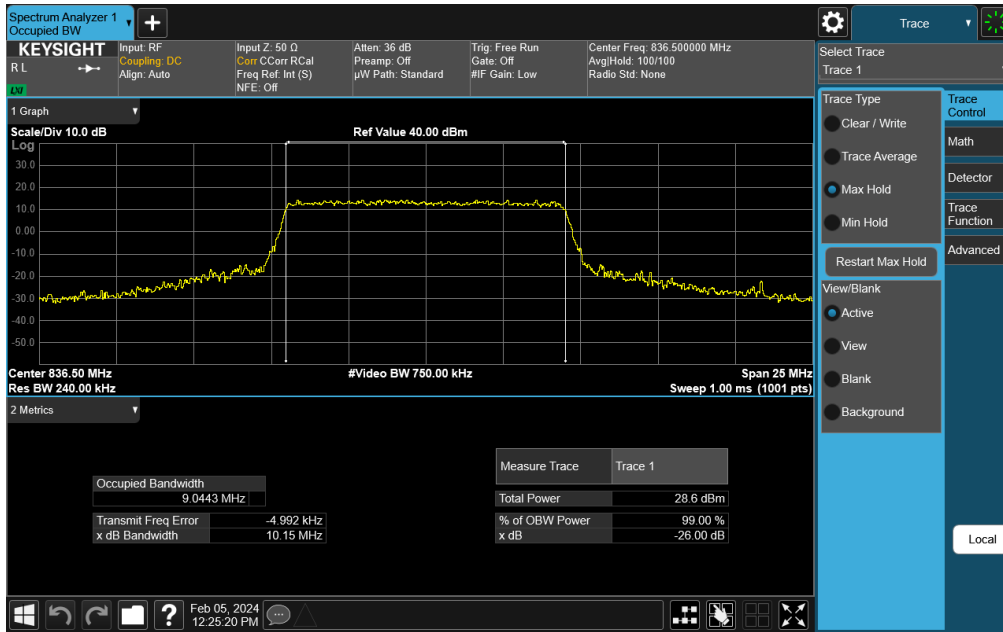 Spectrum Analyzer 1
Occupied BW
Trace
KEYSIGHT
R L
LXI
Input: RF
Coupling: DC
Align: Auto
Input Z: 50 Ω
Corr CCorr RCal
Freq Ref: Int (S)
NFE: Off
Atten: 36 dB
Preamp: Off
µW Path: Standard
Trig: Free Run
Gate: Off
#IF Gain: Low
Center Freq: 836.500000 MHz
Avg|Hold: 100/100
Radio Std: None
Select Trace
Trace 1
1 Graph
Scale/Div 10.0 dB
Ref Value 40.00 dBm
Log
30.0
20.0
10.0
0.00
-10.0
-20.0
-30.0
-40.0
-50.0
Center 836.50 MHz
#Video BW 750.00 kHz
Span 25 MHz
Res BW 240.00 kHz
Sweep 1.00 ms (1001 pts)
2 Metrics
Measure Trace
Trace 1
Occupied Bandwidth
9.0443 MHz
Total Power
28.6 dBm
Transmit Freq Error
-4.992 kHz
% of OBW Power
99.00 %
x dB Bandwidth
10.15 MHz
x dB
-26.00 dB
Trace Type
Clear / Write
Trace Average
Max Hold
Min Hold
Restart Max Hold
View/Blank
Active
View
Blank
Background
Trace
Control
Math
Detector
Trace
Function
Advanced
Local
?
Feb 05, 2024
12:25:20 PM